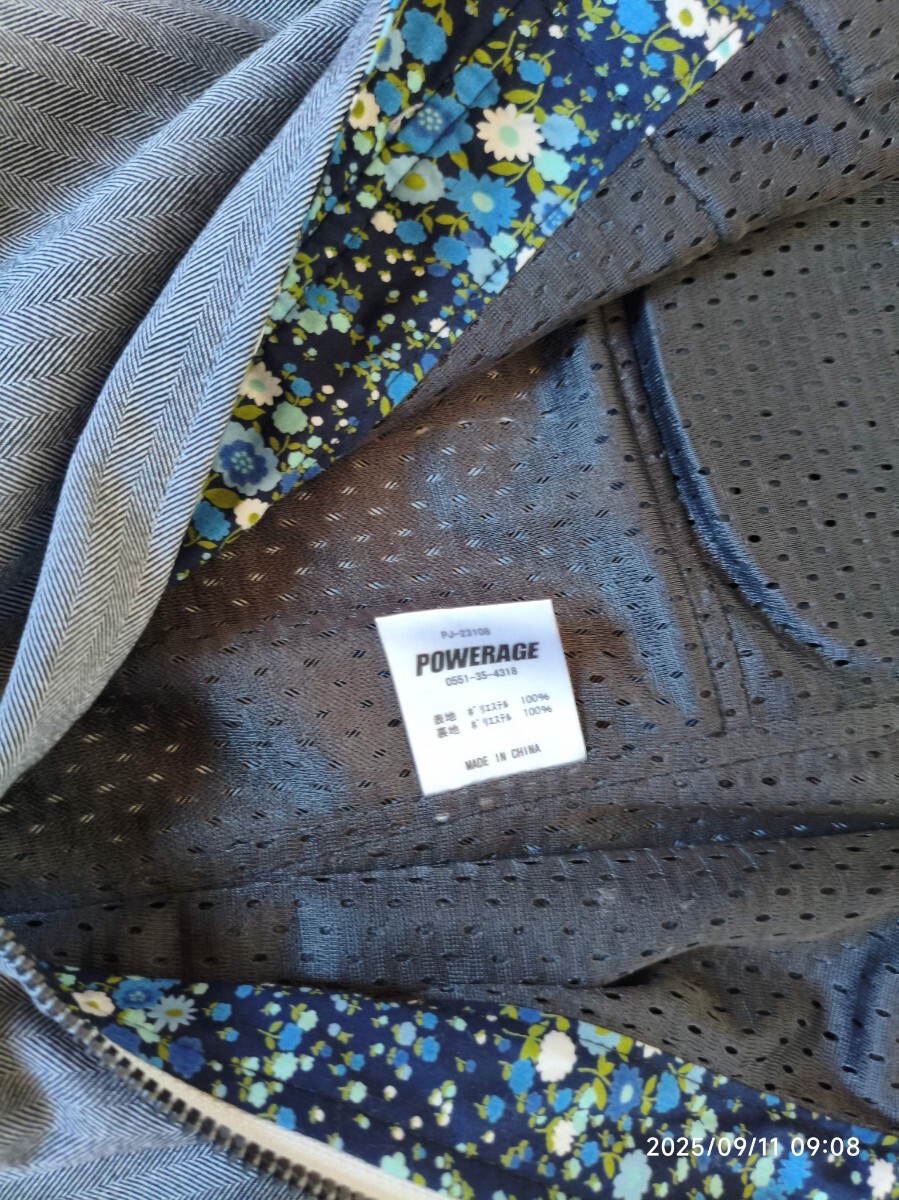 PJ-23108
POWERAGE
0551-35-4318
表地 ポリエステル 100%
裏地 ポリエステル 100%
MADE IN CHINA
2025/09/11 09:08